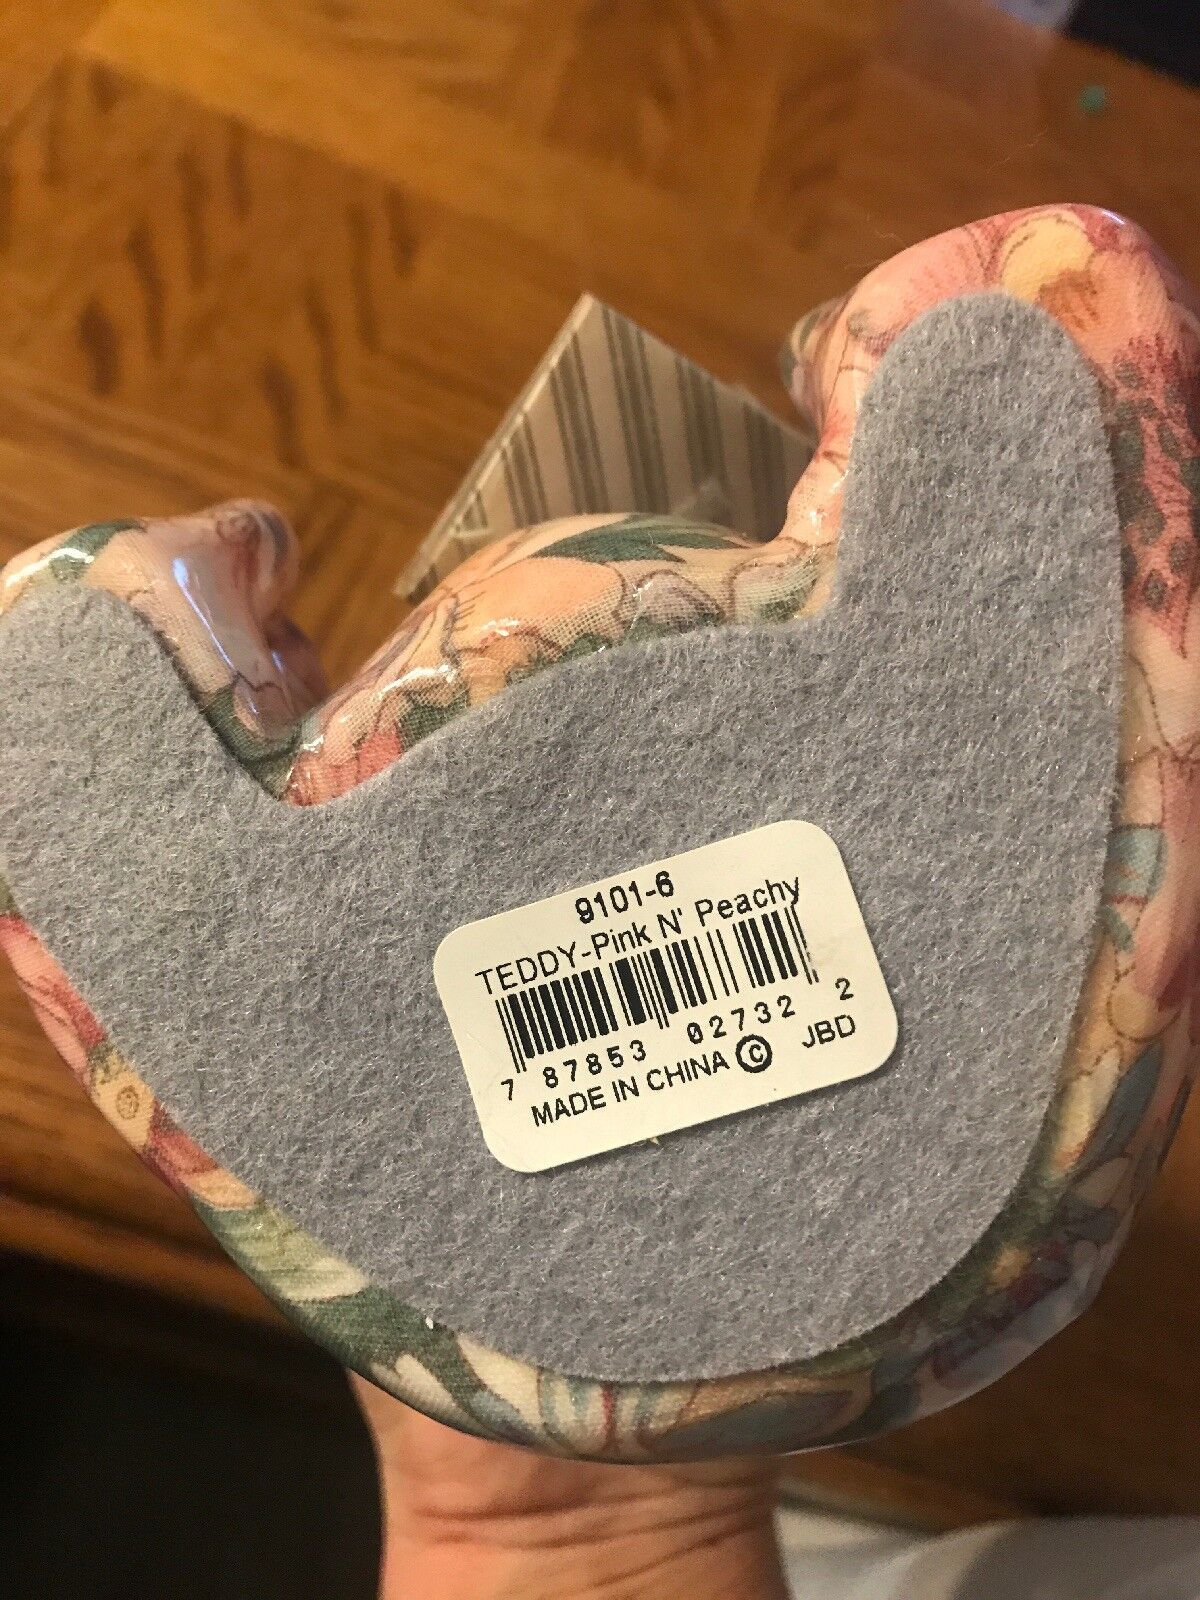 9101-6
TEDDY-Pink N' Peachy
7 87853 02732 2
MADE IN CHINA © JBD